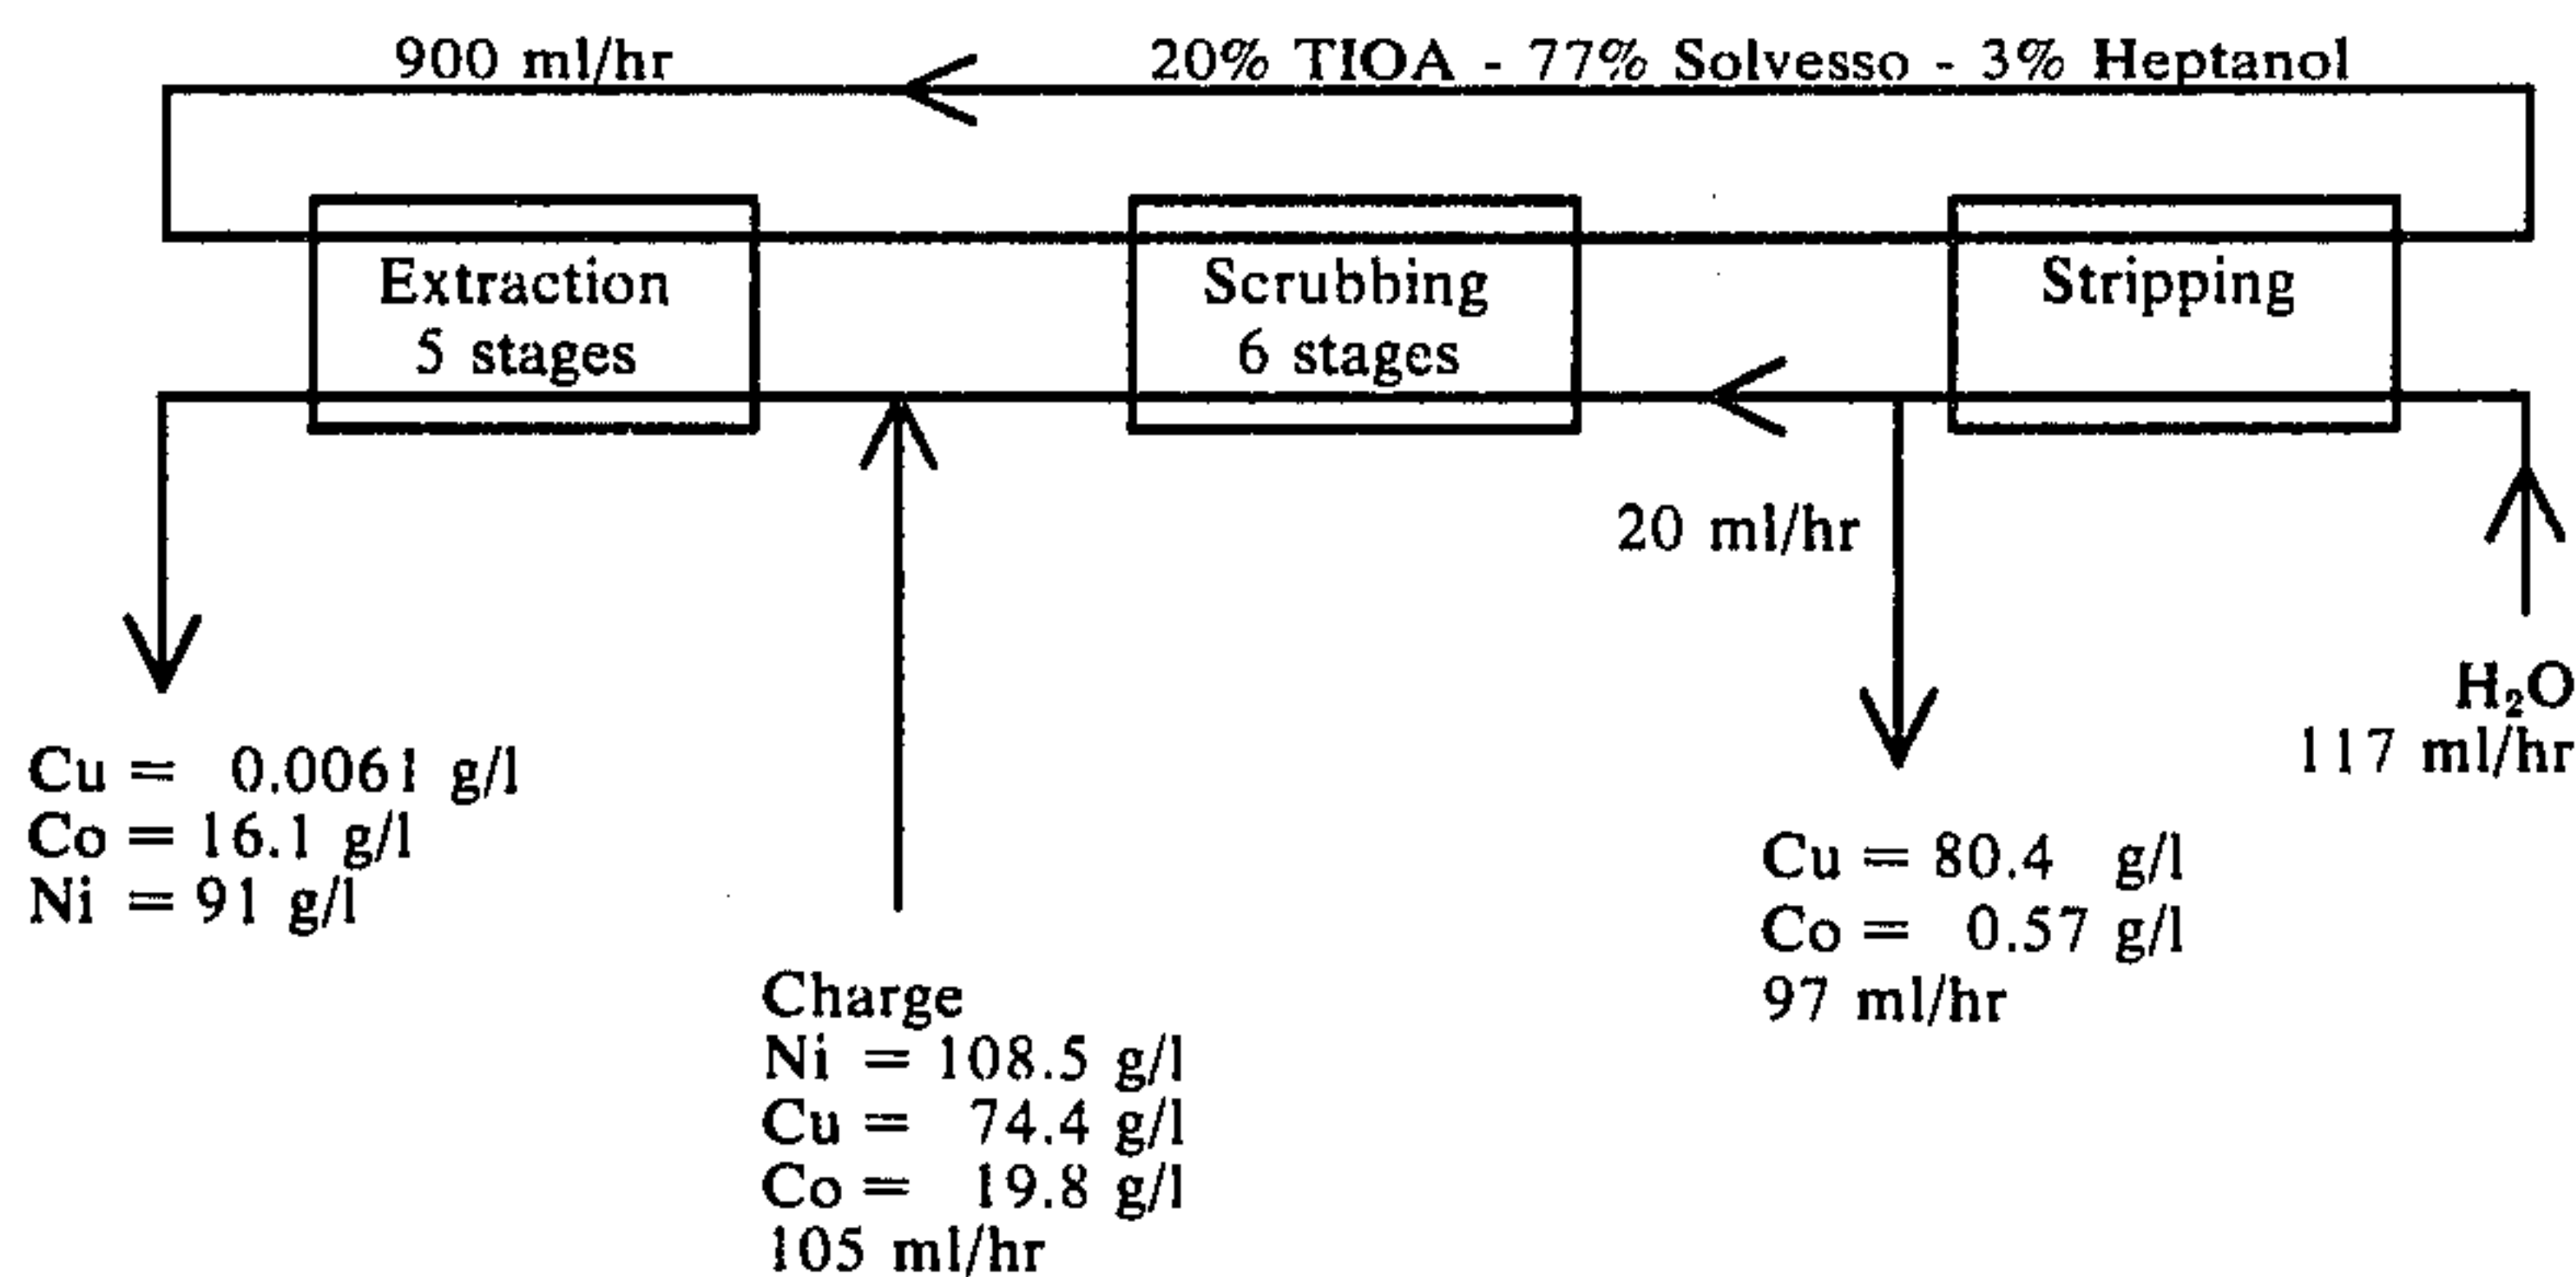 900 ml/hr
20% TIOA - 77% Solvesso - 3% Heptanol
Extraction
5 stages
Scrubbing
6 stages
Stripping
20 ml/hr
H₂O
117 ml/hr
Cu = 0.0061 g/l
Co = 16.1 g/l
Ni = 91 g/l
Cu = 80.4 g/l
Co = 0.57 g/l
97 ml/hr
Charge
Ni = 108.5 g/l
Cu = 74.4 g/l
Co = 19.8 g/l
105 ml/hr